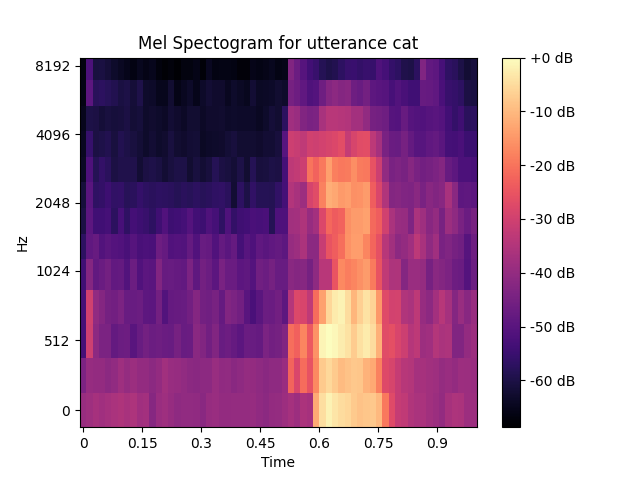 Mel Spectogram for utterance cat
8192
4096
2048
1024
512
0
Hz
0
0.15
0.3
0.45
0.6
0.75
0.9
Time
+0 dB
-10 dB
-20 dB
-30 dB
-40 dB
-50 dB
-60 dB